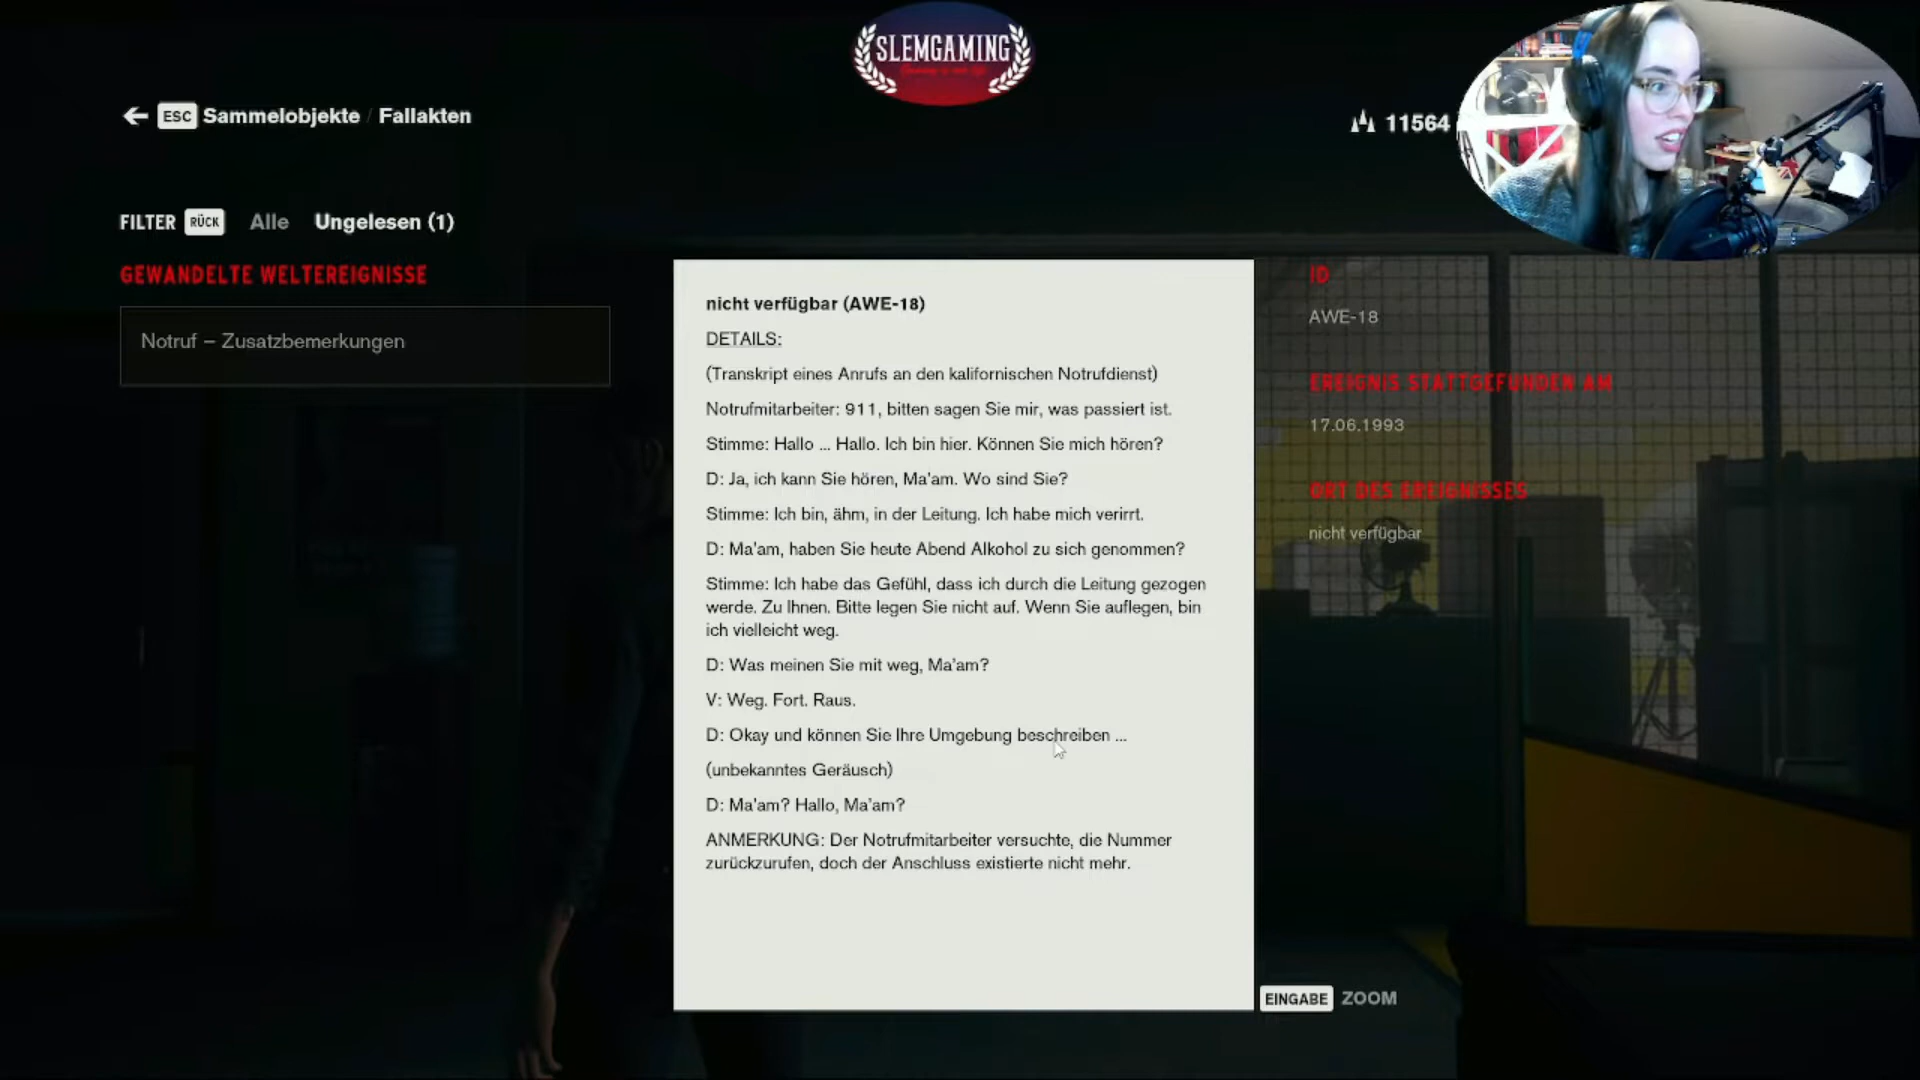 SLEMGAMING
ESC Sammelobjekte / Fallakten
11564
FILTER RÜCK Alle Ungelesen (1)
GEWANDELTE WELTEREIGNISSE
Notruf – Zusatzbemerkungen
nicht verfügbar (AWE-18)
DETAILS:
(Transkript eines Anrufs an den kalifornischen Notrufdienst)
Notrufmitarbeiter: 911, bitten sagen Sie mir, was passiert ist.
Stimme: Hallo ... Hallo. Ich bin hier. Können Sie mich hören?
D: Ja, ich kann Sie hören, Ma'am. Wo sind Sie?
Stimme: Ich bin, ähm, in der Leitung. Ich habe mich verirrt.
D: Ma'am, haben Sie heute Abend Alkohol zu sich genommen?
Stimme: Ich habe das Gefühl, dass ich durch die Leitung gezogen
werde. Zu Ihnen. Bitte legen Sie nicht auf. Wenn Sie auflegen, bin
ich vielleicht weg.
D: Was meinen Sie mit weg, Ma'am?
V: Weg. Fort. Raus.
D: Okay und können Sie Ihre Umgebung beschreiben ...
(unbekanntes Geräusch)
D: Ma'am? Hallo, Ma'am?
ANMERKUNG: Der Notrufmitarbeiter versuchte, die Nummer
zurückzurufen, doch der Anschluss existierte nicht mehr.
ID
AWE-18
EREIGNIS STATTGEFUNDEN AM
17.06.1993
ORT DES EREIGNISSES
nicht verfügbar
EINGABE ZOOM